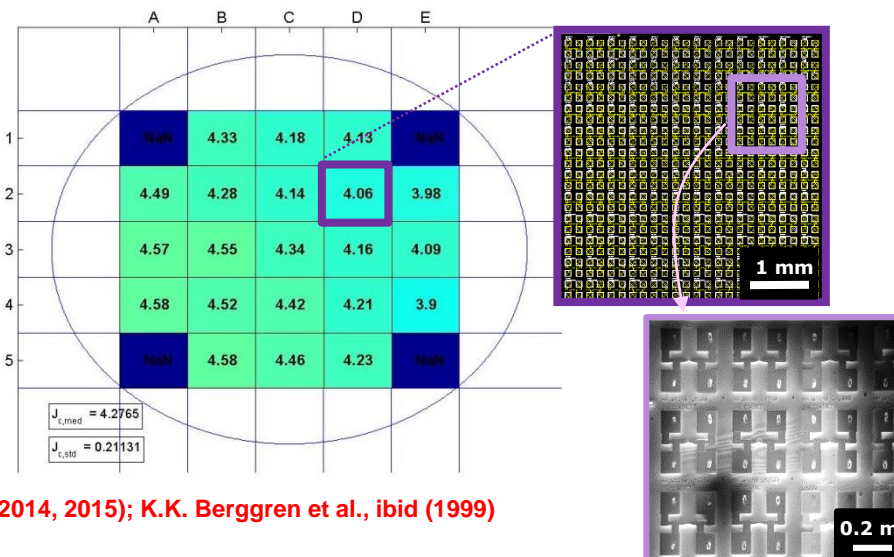 A B C D E
1 NaN 4.33 4.18 4.13 NaN
2 4.49 4.28 4.14 4.06 3.98
3 4.57 4.55 4.34 4.16 4.09
4 4.58 4.52 4.42 4.21 3.9
5 NaN 4.58 4.46 4.23 NaN
J c,med = 4.2765
J c,std = 0.21131
1 mm
0.2 m
2014, 2015); K.K. Berggren et al., ibid (1999)